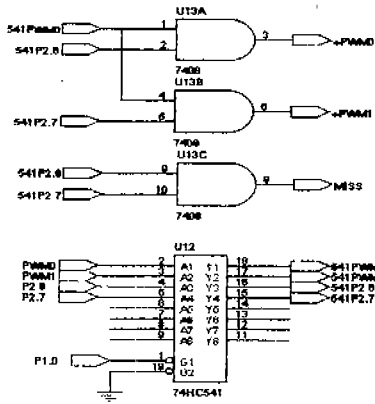 U13A
541PWM0 1
3 +PWM0
541P2.6 2
7408
U13B
4
6 +PWM1
541P2.7 5
7408
U13C
541P2.6 9
8 MISS
541P2.7 10
7408
U12
PWM0 2 A1 Y1 18 541PWM
PWM1 3 A2 Y2 17 541PWM
P2.6 4 A3 Y3 16 541P2.6
P2.7 5 A4 Y4 15 541P2.7
6 A5 Y5 14
7 A6 Y6 13
8 A7 Y7 12
9 A8 Y8 11
P1.0 1 G1
19 G2
74HC541